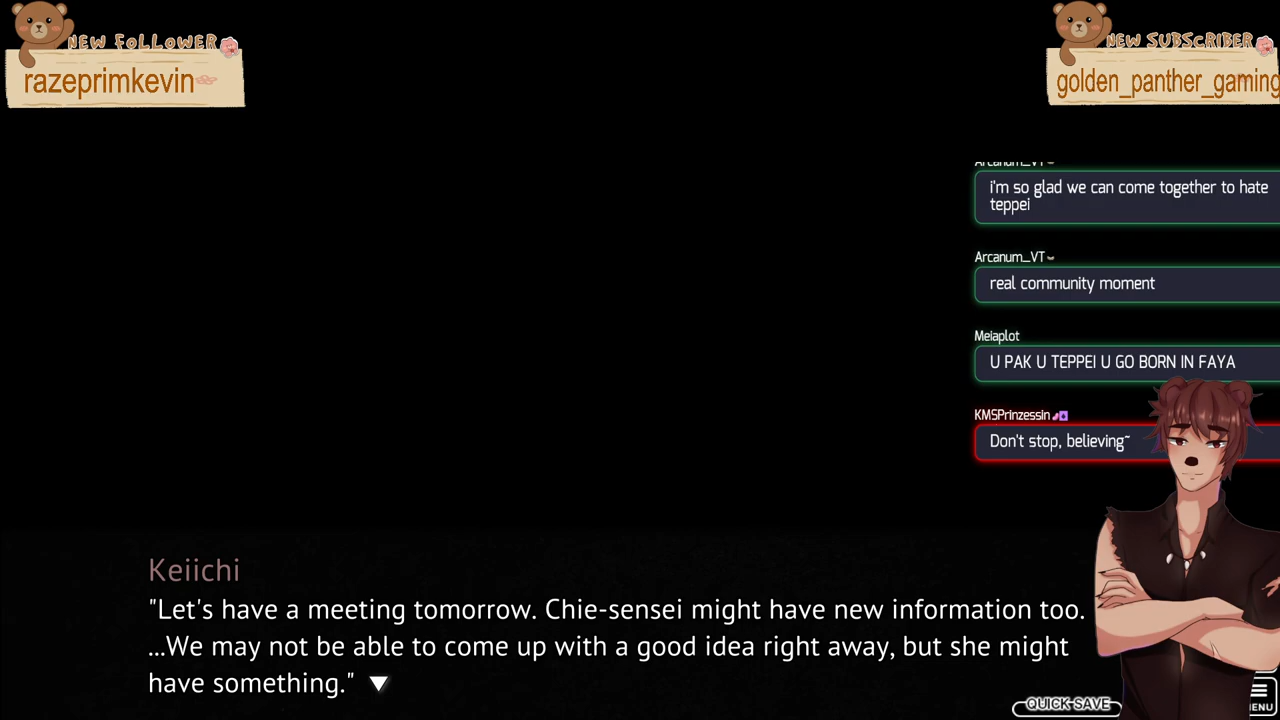 NEW FOLLOWER
razeprimkevin
NEW SUBSCRIBER
golden_panther_gaming
Arcanum_VT
i'm so glad we can come together to hate
teppei
Arcanum_VT
real community moment
Meiaplot
U PAK U TEPPEI U GO BORN IN FAYA
KMSPrinzessin
Don't stop, believing~
Keiichi
"Let's have a meeting tomorrow. Chie-sensei might have new information too.
...We may not be able to come up with a good idea right away, but she might
have something."
QUICK SAVE
MENU